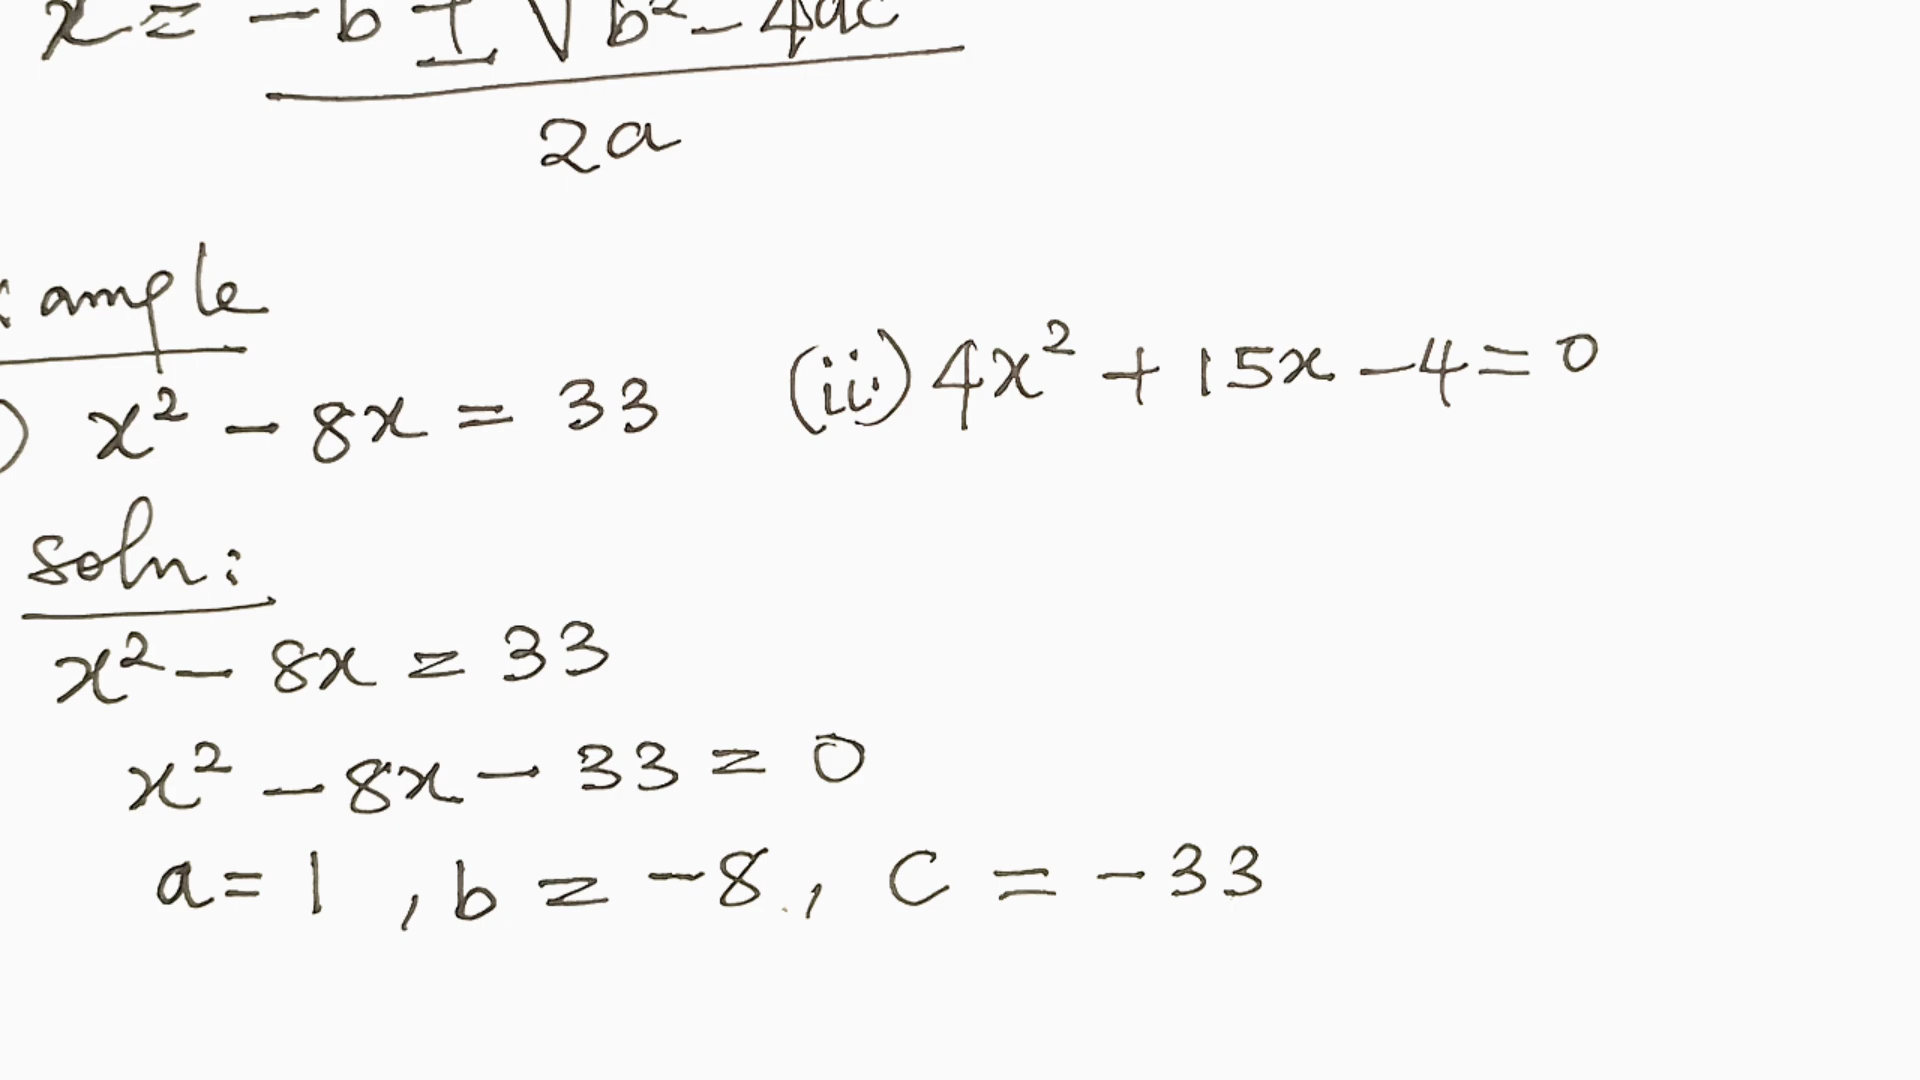 x = -b ± √b² - 4ac
2a
ample
) x² - 8x = 33 (ii) 4x² + 15x - 4 = 0
soln:
x² - 8x = 33
x² - 8x - 33 = 0
a = 1 , b = -8 , c = -33